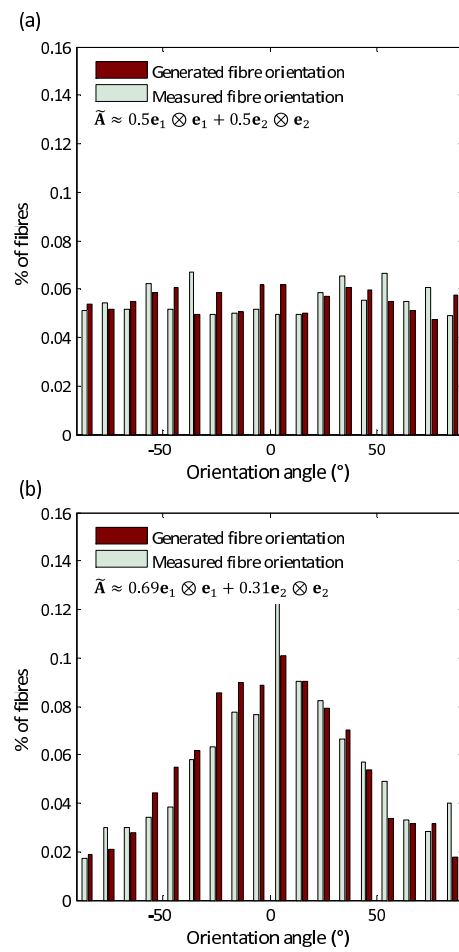 (a)
0.16
Generated fibre orientation
0.14
Measured fibre orientation
Ã ≈ 0.5e₁ ⊗ e₁ + 0.5e₂ ⊗ e₂
0.12
0.1
% of fibres
0.08
0.06
0.04
0.02
0
-50 0 50
Orientation angle (°)
(b)
0.16
Generated fibre orientation
0.14
Measured fibre orientation
Ã ≈ 0.69e₁ ⊗ e₁ + 0.31e₂ ⊗ e₂
0.12
0.1
% of fibres
0.08
0.06
0.04
0.02
0
-50 0 50
Orientation angle (°)